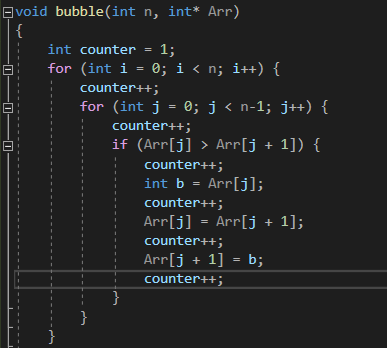 void bubble(int n, int* Arr)
{
    int counter = 1;
    for (int i = 0; i < n; i++) {
        counter++;
        for (int j = 0; j < n-1; j++) {
            counter++;
            if (Arr[j] > Arr[j + 1]) {
                counter++;
                int b = Arr[j];
                counter++;
                Arr[j] = Arr[j + 1];
                counter++;
                Arr[j + 1] = b;
                counter++;
            }
        }
    }